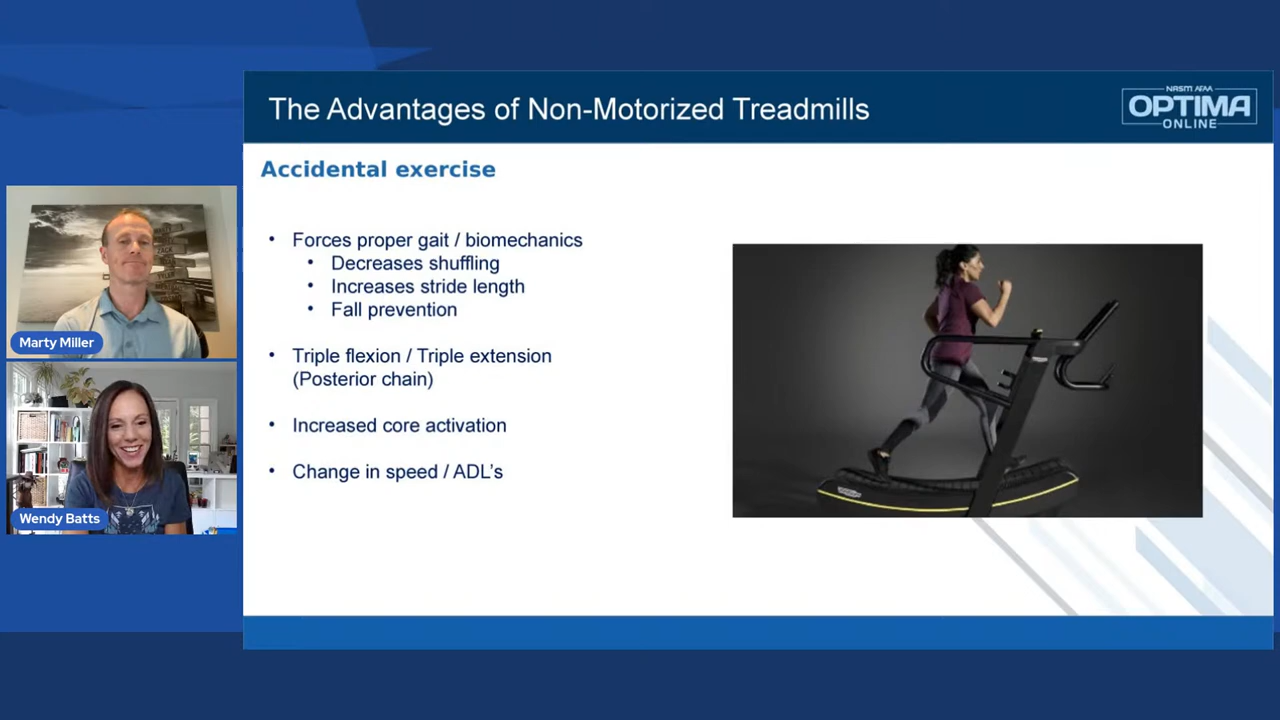 The Advantages of Non-Motorized Treadmills
NASM AFAA
OPTIMA
ONLINE
Accidental exercise
• Forces proper gait / biomechanics
• Decreases shuffling
• Increases stride length
• Fall prevention
• Triple flexion / Triple extension
(Posterior chain)
• Increased core activation
• Change in speed / ADL's
Marty Miller
Wendy Batts